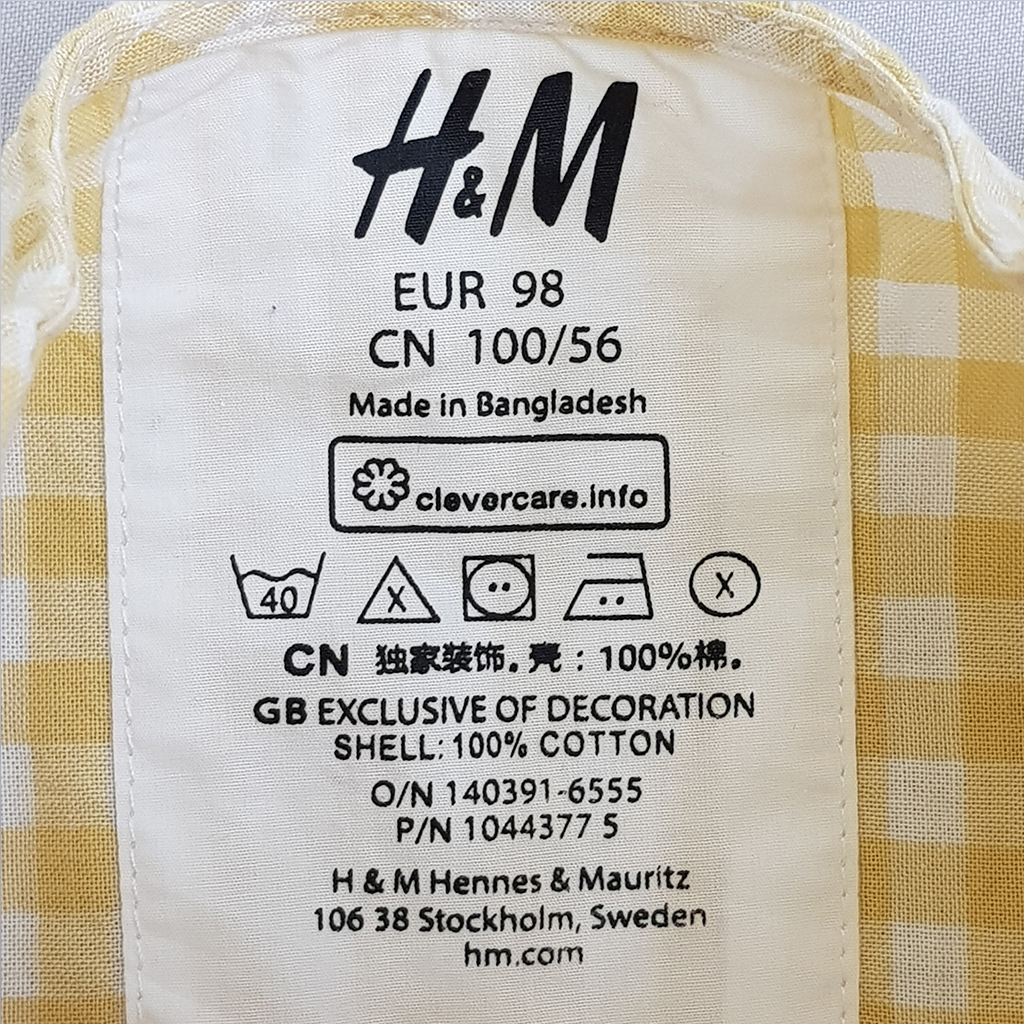 H&M
EUR 98
CN 100/56
Made in Bangladesh
clevercare.info
40
CN 独家装饰。壳：100%棉。
GB EXCLUSIVE OF DECORATION
SHELL: 100% COTTON
O/N 140391-6555
P/N 1044377 5
H & M Hennes & Mauritz
106 38 Stockholm, Sweden
hm.com